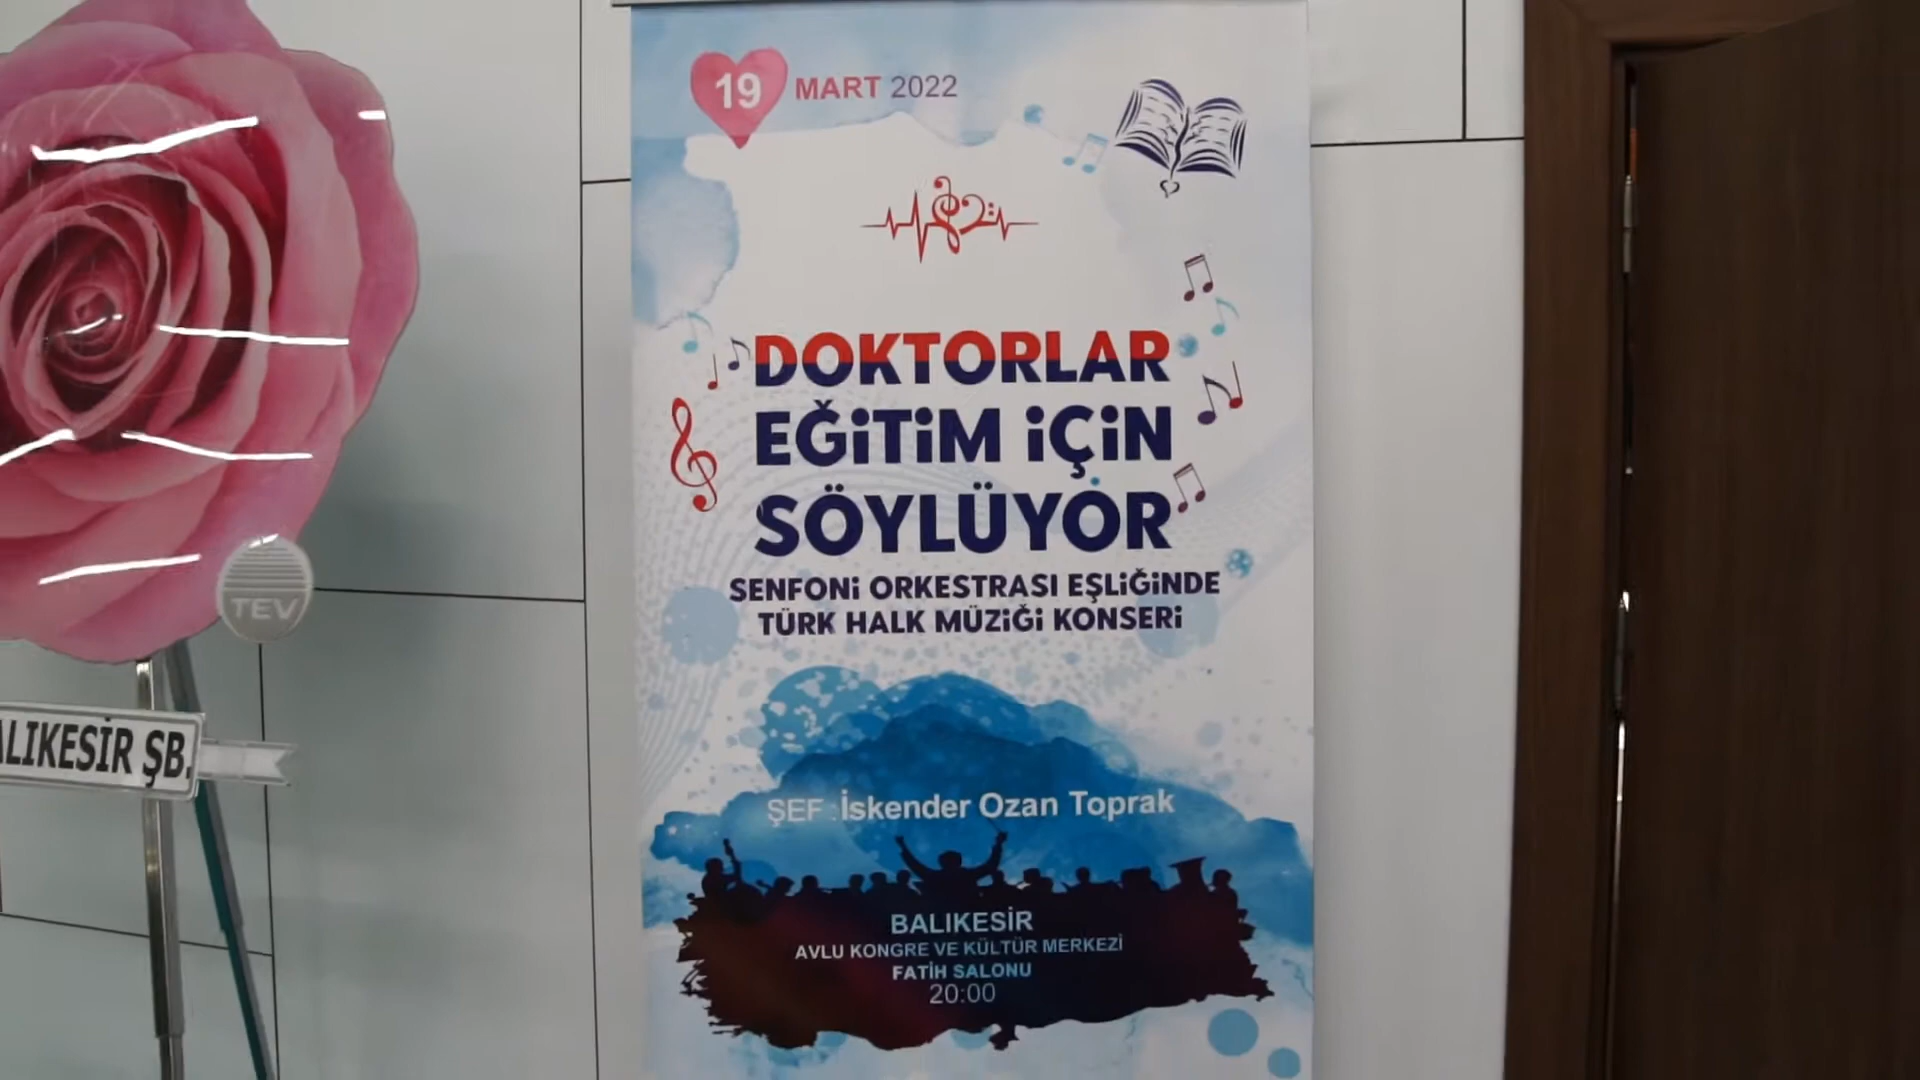 19 MART 2022
DOKTORLAR
EĞİTİM İÇİN
SÖYLÜYOR
SENFONİ ORKESTRASI EŞLİĞİNDE
TÜRK HALK MÜZİĞİ KONSERİ
ŞEF : İskender Ozan Toprak
BALIKESİR
AVLU KONGRE VE KÜLTÜR MERKEZİ
FATİH SALONU
20:00
TEV
ALIKESİR ŞB.